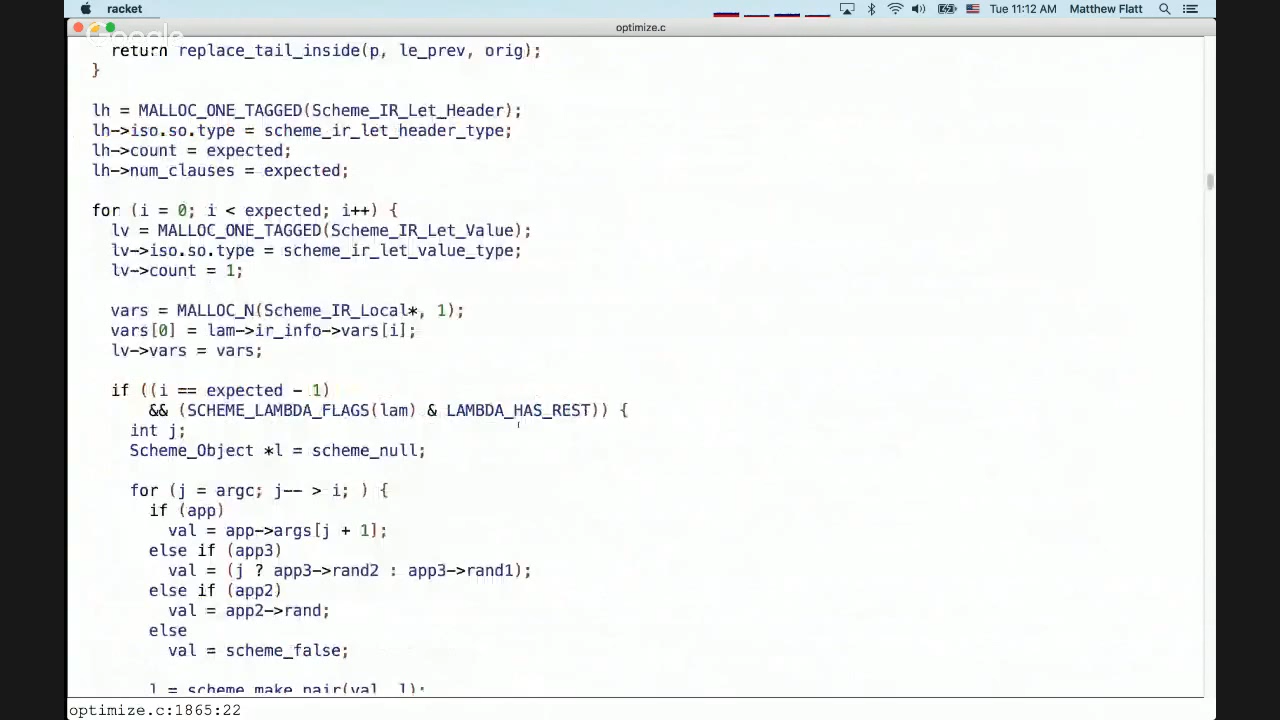 racket
Tue 11:12 AM Matthew Flatt
optimize.c
Google
return replace_tail_inside(p, le_prev, orig);
}
lh = MALLOC_ONE_TAGGED(Scheme_IR_Let_Header);
lh->iso.so.type = scheme_ir_let_header_type;
lh->count = expected;
lh->num_clauses = expected;
for (i = 0; i < expected; i++) {
lv = MALLOC_ONE_TAGGED(Scheme_IR_Let_Value);
lv->iso.so.type = scheme_ir_let_value_type;
lv->count = 1;
vars = MALLOC_N(Scheme_IR_Local*, 1);
vars[0] = lam->ir_info->vars[i];
lv->vars = vars;
if ((i == expected - 1)
&& (SCHEME_LAMBDA_FLAGS(lam) & LAMBDA_HAS_REST)) {
int j;
Scheme_Object *l = scheme_null;
for (j = argc; j-- > i; ) {
if (app)
val = app->args[j + 1];
else if (app3)
val = (j ? app3->rand2 : app3->rand1);
else if (app2)
val = app2->rand;
else
val = scheme_false;
l = scheme_make_pair(val, l);
optimize.c:1865:22